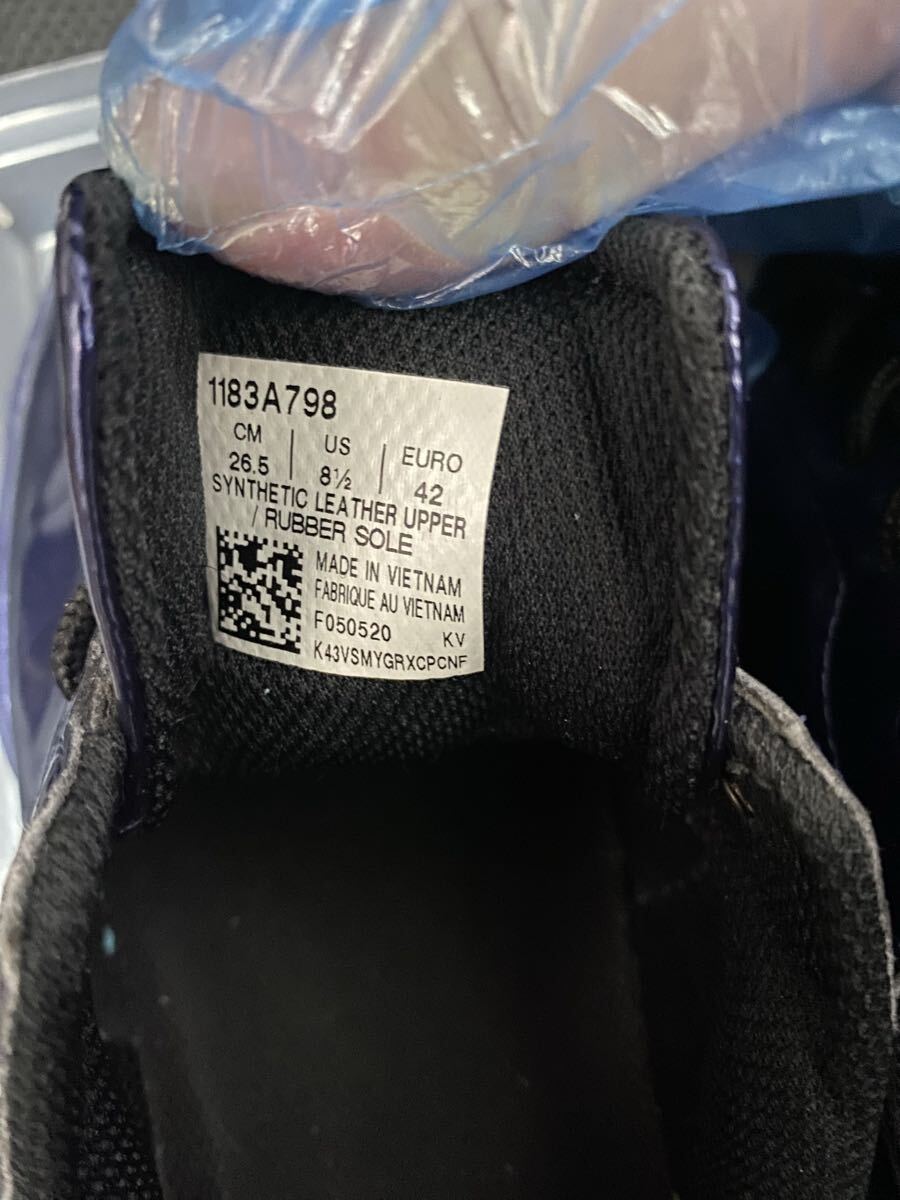 1183A798
CM | US | EURO
26.5 | 8½ | 42
SYNTHETIC LEATHER UPPER
/ RUBBER SOLE
MADE IN VIETNAM
FABRIQUE AU VIETNAM
F050520 KV
K43VSMYGRXCPCNF